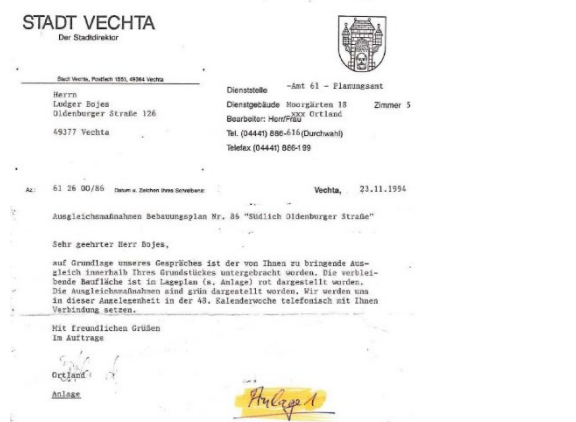 STADT VECHTA
Der Stadtdirektor
Stadt Vechta, Postfach 1551, 49364 Vechta
Herrn
Ludger Bojes
Oldenburger Straße 126
49377 Vechta
Dienststelle -Amt 61 - Planungsamt
Dienstgebäude Moorgärten 18 Zimmer 5
Bearbeiter: Herr/Frau xxx Ortland
Tel. (04441) 886-616(Durchwahl)
Telefax (04441) 886-199
Az.: 61 26 00/86 Datum u. Zeichen Ihres Schreibens: Vechta, 23.11.1994
Ausgleichsmaßnahmen Bebauungsplan Nr. 86 "Südlich Oldenburger Straße"
Sehr geehrter Herr Bojes,
auf Grundlage unseres Gespräches ist der von Ihnen zu bringende Aus-
gleich innerhalb Ihres Grundstückes untergebracht worden. Die verblei-
bende Baufläche ist in Lageplan (s. Anlage) rot dargestellt worden.
Die Ausgleichsmaßnahmen sind grün dargestellt worden. Wir werden uns
in dieser Angelegenheit in der 48. Kalenderwoche telefonisch mit Ihnen
Verbindung setzen.
Mit freundlichen Grüßen
Im Auftrage
Ortland
Anlage
Anlage 1